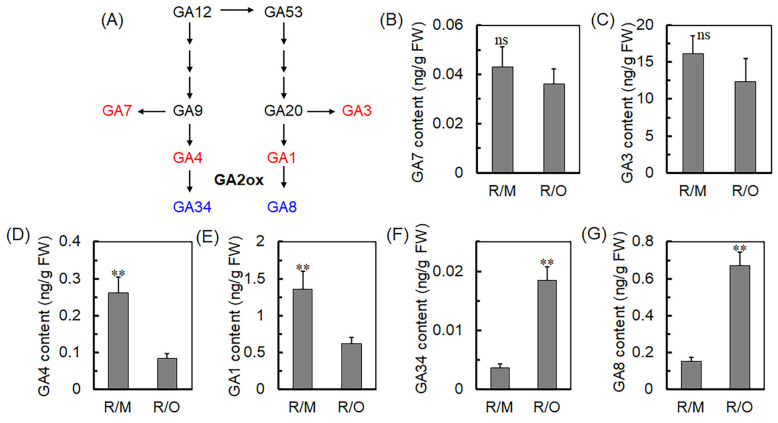 (A)
GA12 GA53
GA7 GA9 GA20 GA3
GA4 GA1
GA2ox
GA34 GA8
(B)
GA7 content (ng/g FW)
0.06
0.04
0.02
0
ns
R/M R/O
(C)
GA3 content (ng/g FW)
20
15
10
5
0
ns
R/M R/O
(D)
GA4 content (ng/g FW)
0.4
0.3
0.2
0.1
0
**
R/M R/O
(E)
GA1 content (ng/g FW)
2
1.5
1
0.5
0
**
R/M R/O
(F)
GA34 content (ng/g FW)
0.02
0.01
0
**
R/M R/O
(G)
GA8 content (ng/g FW)
0.8
0.6
0.4
0.2
0
**
R/M R/O